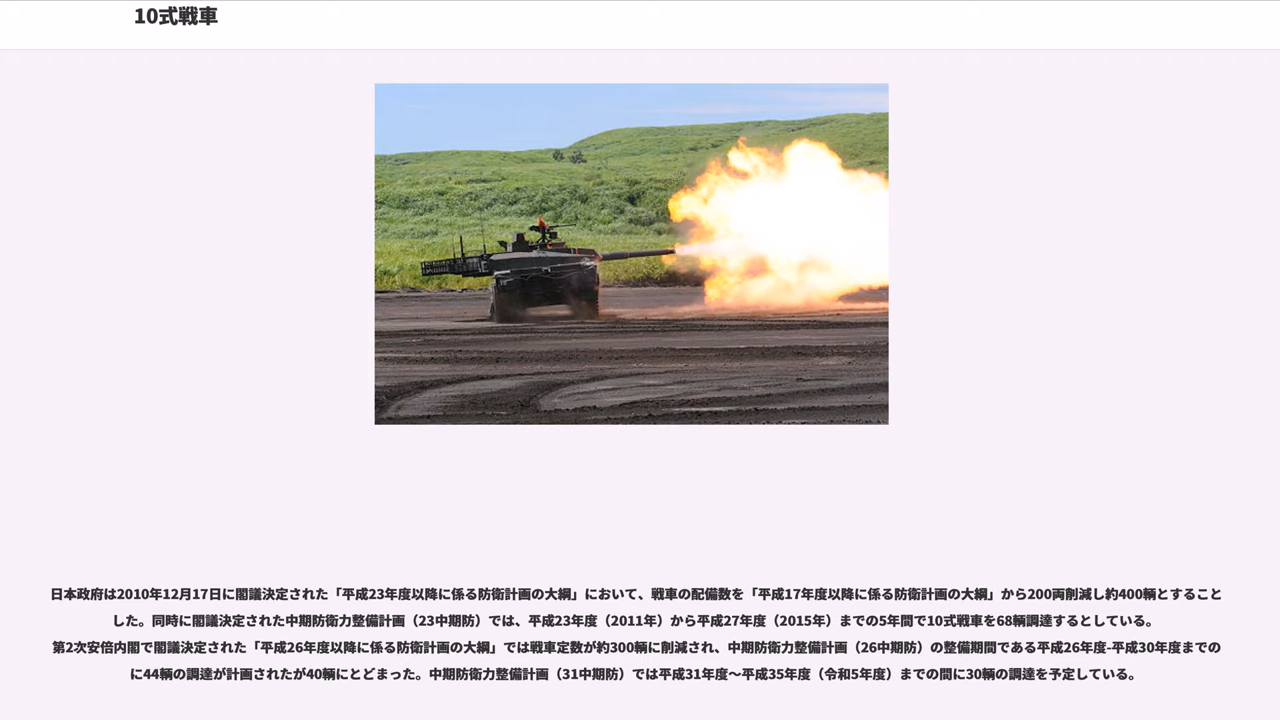 10式戦車
日本政府は2010年12月17日に閣議決定された「平成23年度以降に係る防衛計画の大綱」において、戦車の配備数を「平成17年度以降に係る防衛計画の大綱」から200両削減し約400輌とすること
した。同時に閣議決定された中期防衛力整備計画（23中期防）では、平成23年度（2011年）から平成27年度（2015年）までの5年間で10式戦車を68輌調達するとしている。
第2次安倍内閣で閣議決定された「平成26年度以降に係る防衛計画の大綱」では戦車定数が約300輌に削減され、中期防衛力整備計画（26中期防）の整備期間である平成26年度-平成30年度までの
に44輌の調達が計画されたが40輌にとどまった。中期防衛力整備計画（31中期防）では平成31年度～平成35年度（令和5年度）までの間に30輌の調達を予定している。